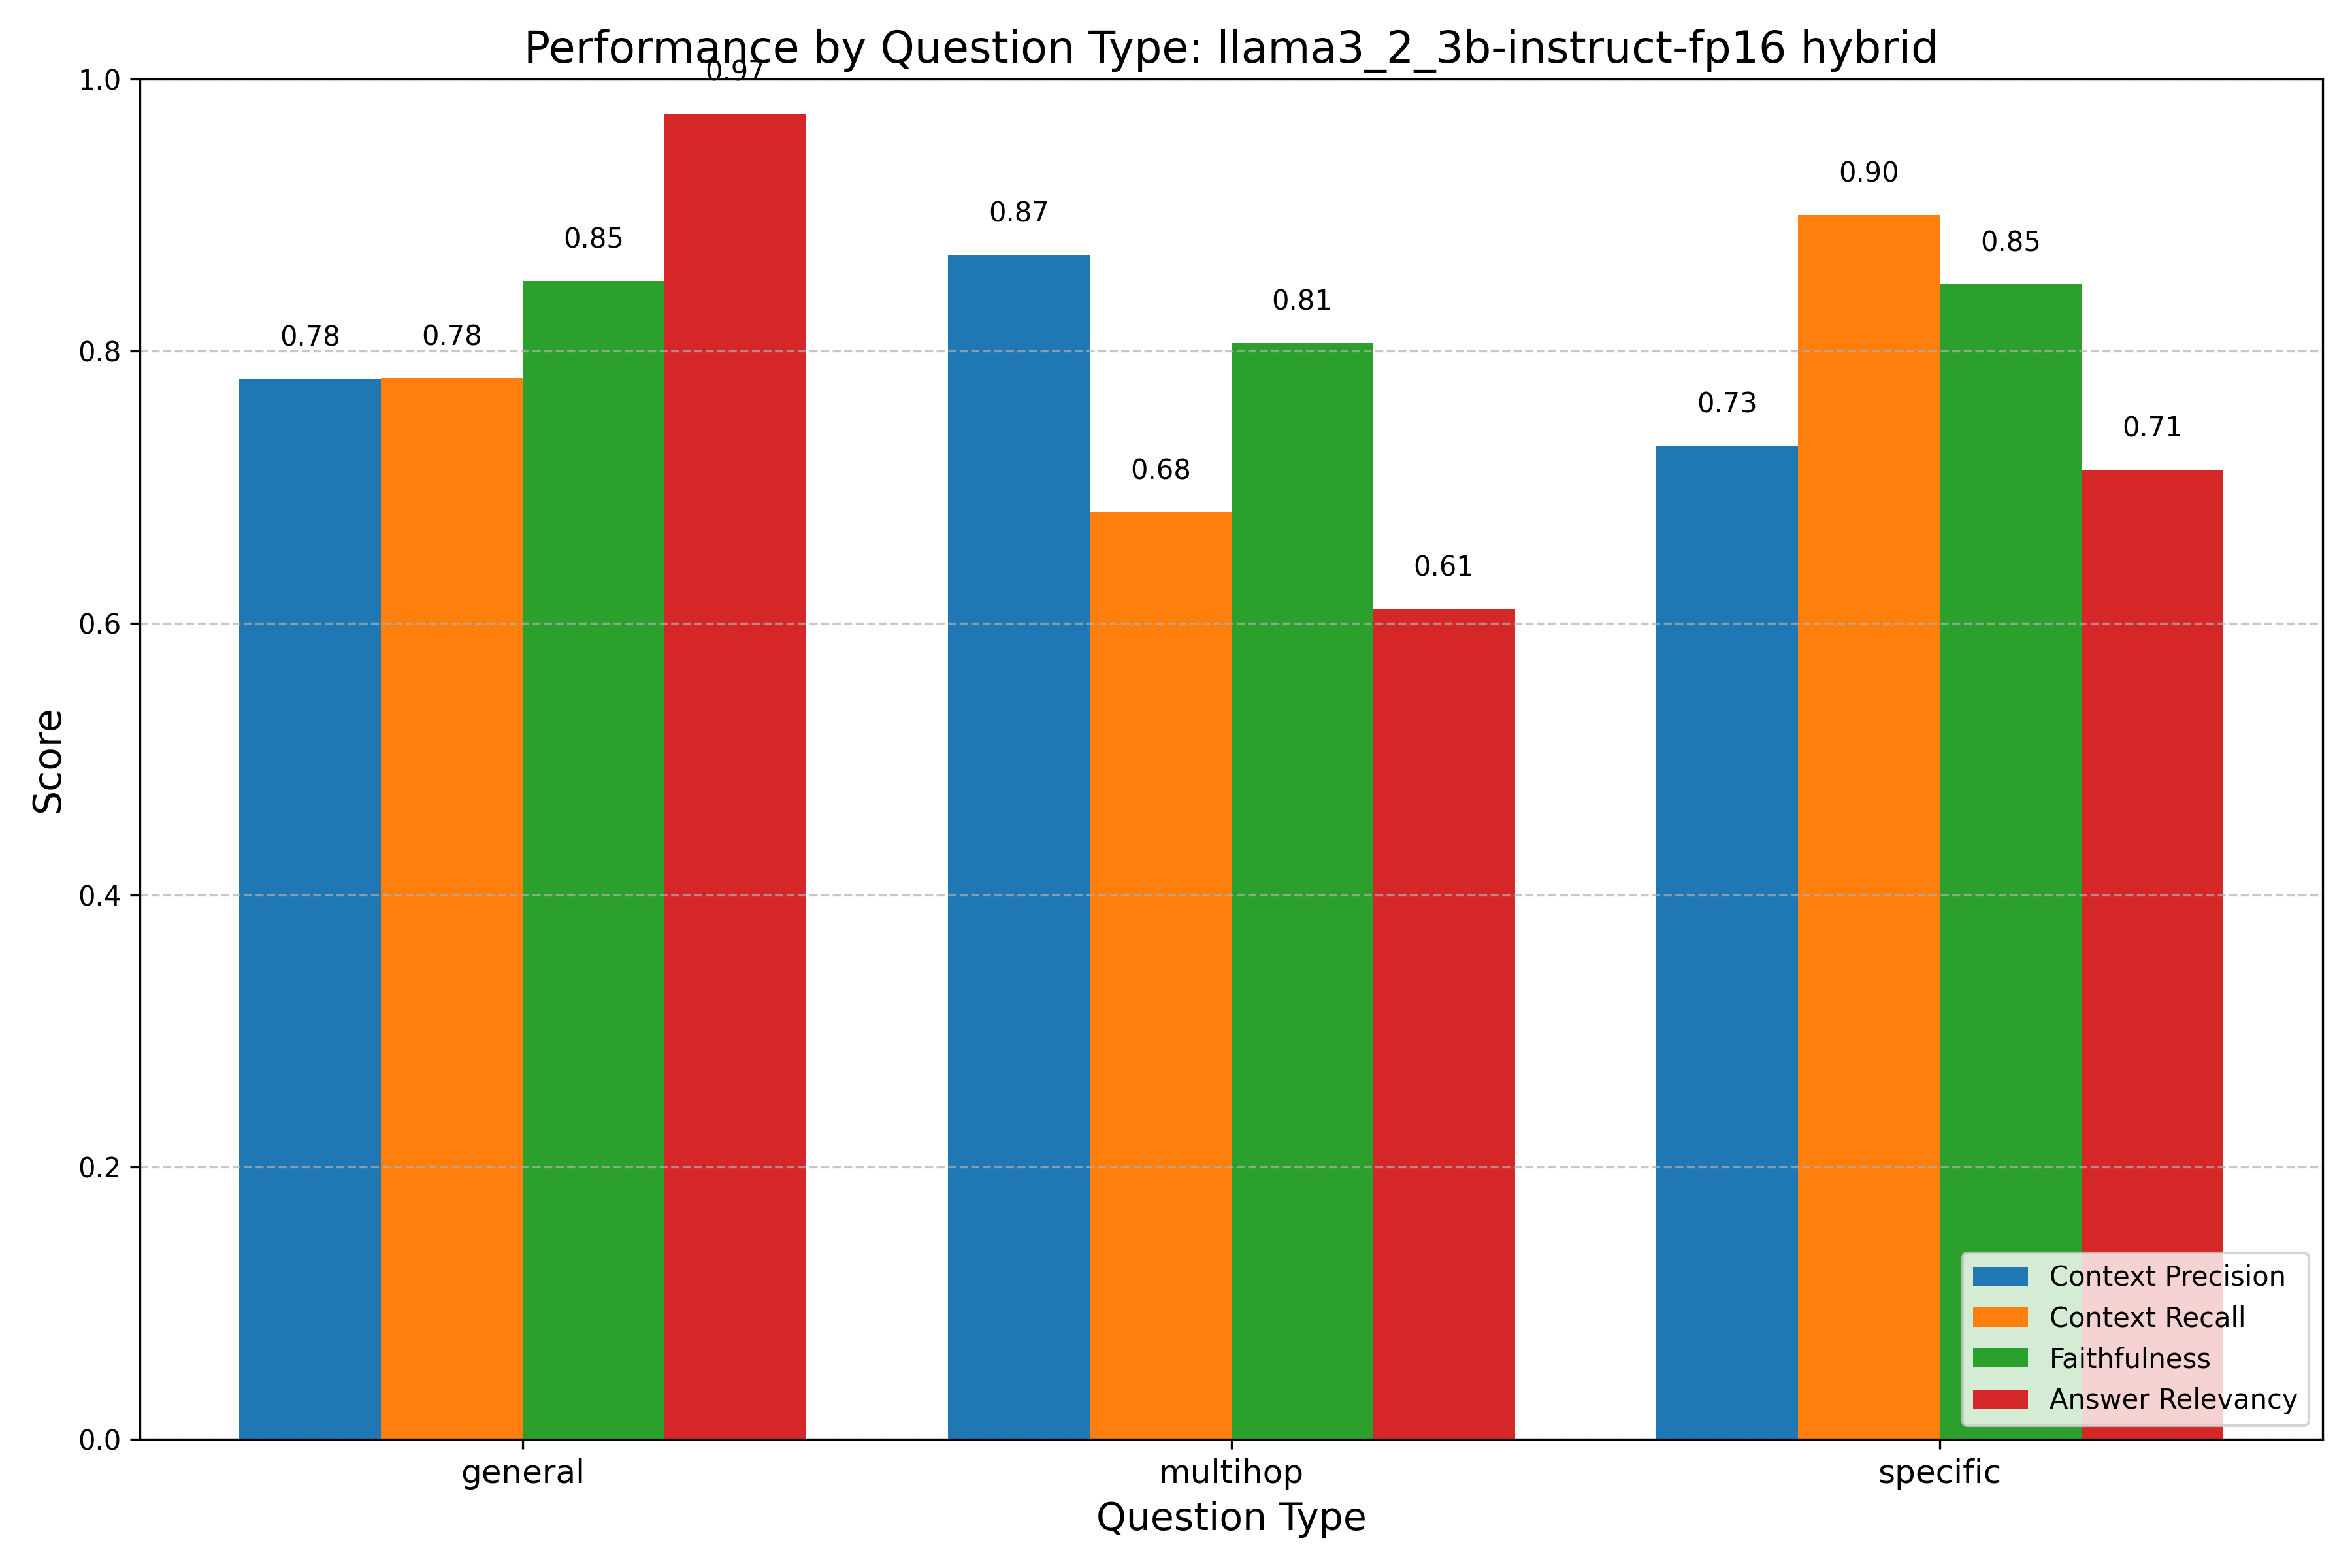 Performance by Question Type: llama3_2_3b-instruct-fp16 hybrid
0.97
1.0
0.90
0.87
0.85
0.85
0.81
0.78
0.78
0.8
0.73
0.71
0.68
0.61
0.6
Score
0.4
0.2
Context Precision
Context Recall
Faithfulness
Answer Relevancy
0.0
general
multihop
specific
Question Type